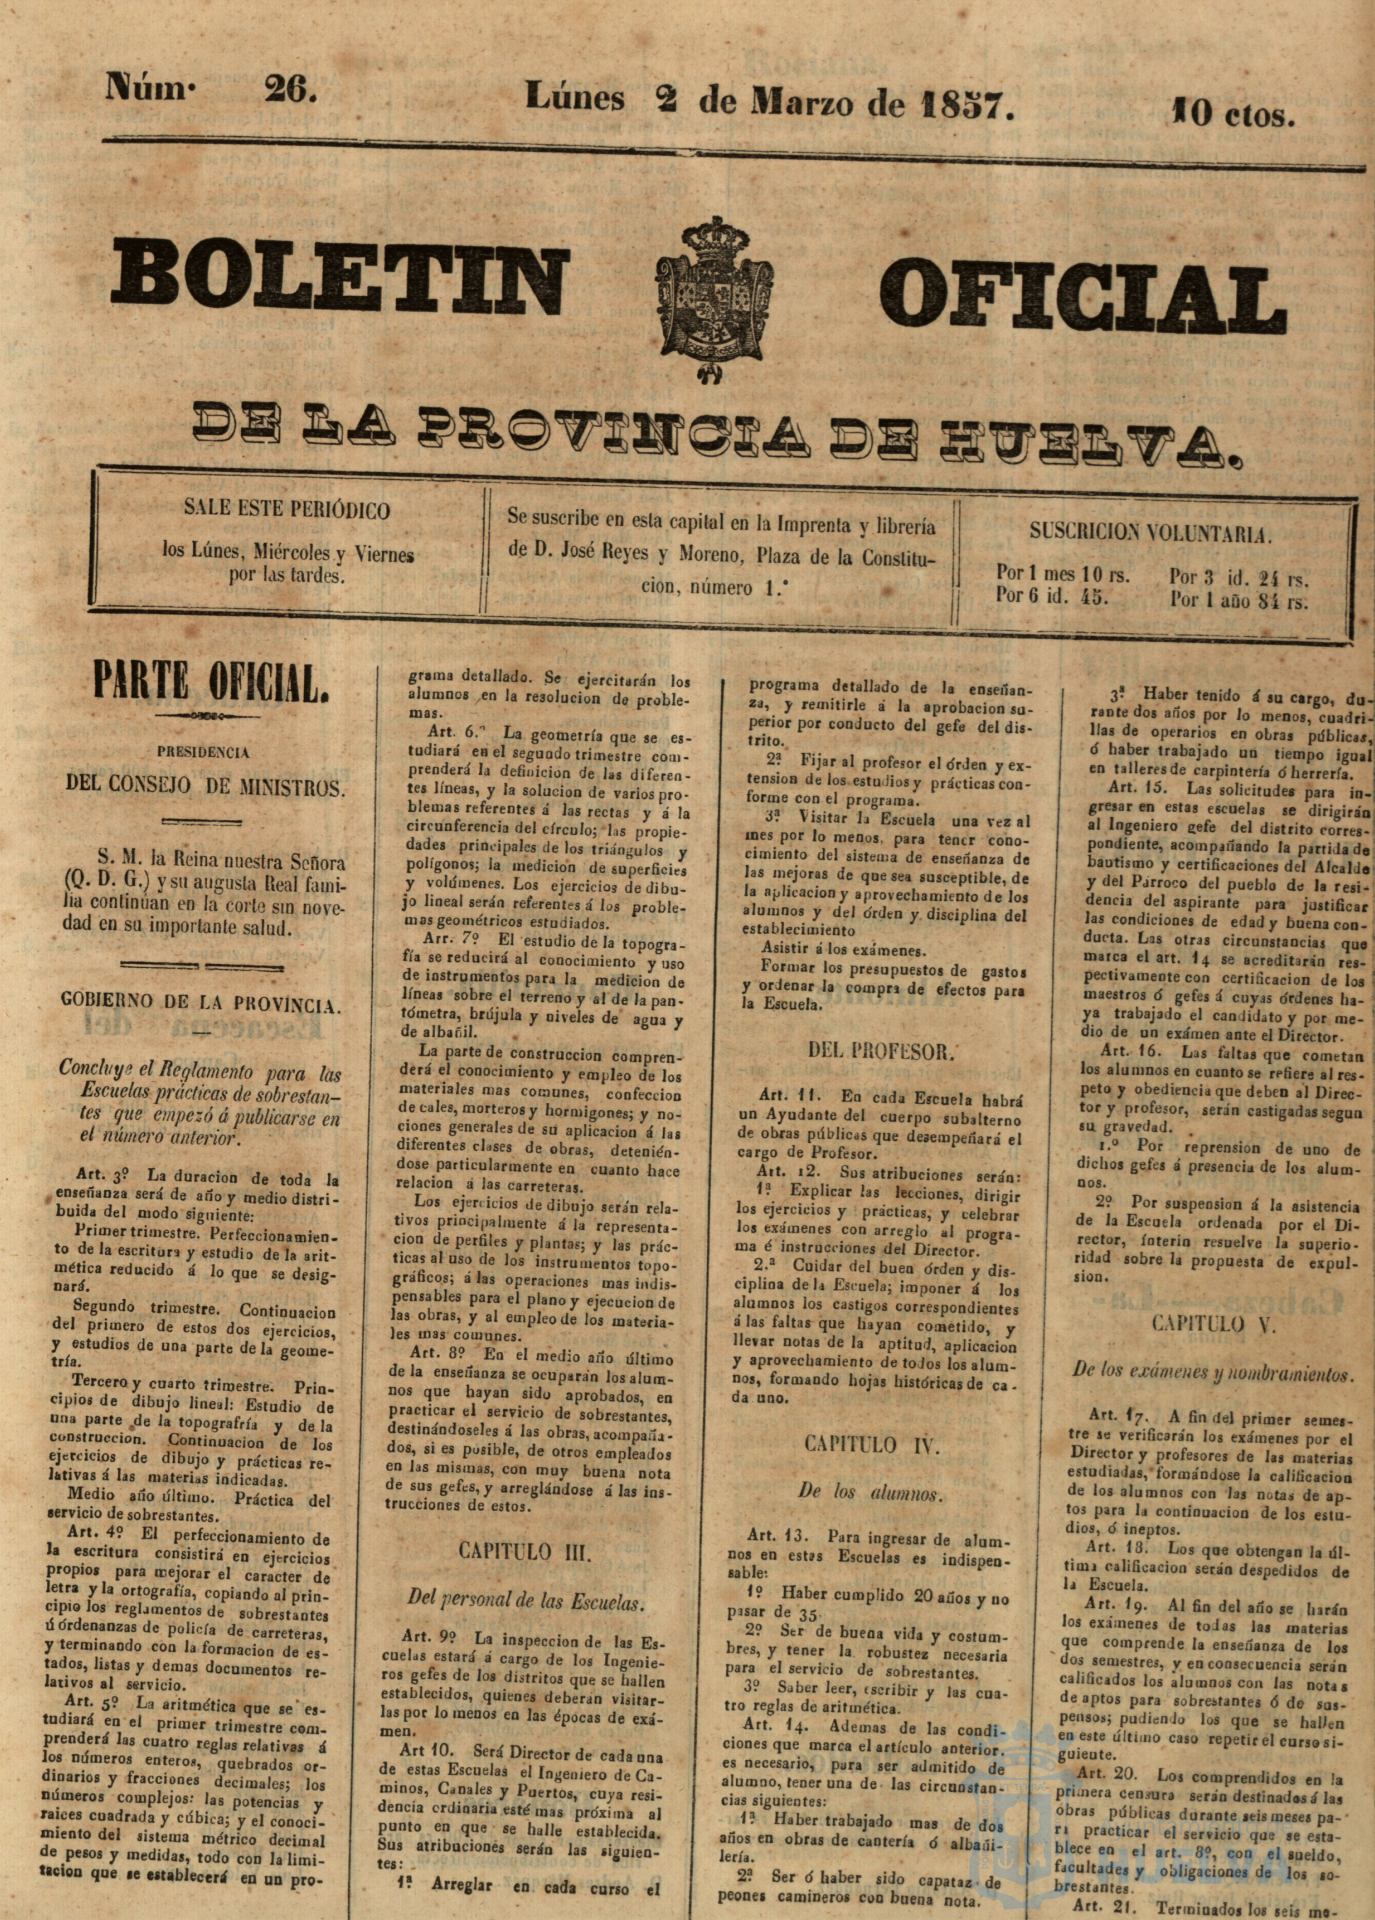 Núm. 26.
Lúnes 2 de Marzo de 1857.
10 ctos.
BOLETIN OFICIAL
DE LA PROVINCIA DE HUELVA.
SALE ESTE PERIÓDICO
los Lúnes, Miércoles y Viernes
por las tardes.
Se suscribe en esta capital en la Imprenta y librería
de D. José Reyes y Moreno, Plaza de la Constitu-
cion, número 1.º
SUSCRICION VOLUNTARIA.
Por 1 mes 10 rs. Por 3 id. 24 rs.
Por 6 id. 45. Por 1 año 84 rs.
PARTE OFICIAL.
PRESIDENCIA
DEL CONSEJO DE MINISTROS.
S. M. la Reina nuestra Señora
(Q. D. G.) y su augusta Real fami-
lia continúan en la corte sin nove-
dad en su importante salud.
GOBIERNO DE LA PROVINCIA.
Concluye el Reglamento para las
Escuelas prácticas de sobrestan-
tes que empezó á publicarse en
el número anterior.
Art. 3º La duracion de toda la
enseñanza será de año y medio distri-
buida del modo siguiente:
Primer trimestre. Perfeccionamien-
to de la escritura y estudio de la arit-
mética reducido á lo que se desig-
nará.
Segundo trimestre. Continuacion
del primero de estos dos ejercicios,
y estudios de una parte de la geome-
tría.
Tercero y cuarto trimestre. Prin-
cipios de dibujo lineal: Estudio de
una parte de la topografría y de la
construccion. Continuacion de los
ejercicios de dibujo y prácticas re-
lativas á las materias indicadas.
Medio año último. Práctica del
servicio de sobrestantes.
Art. 4º El perfeccionamiento de
la escritura consistirá en ejercicios
propios para mejorar el caracter de
letra y la ortografía, copiando al prin-
cipio los reglamentos de sobrestantes
ú órdenanzas de policía de carreteras,
y terminando con la formacion de es-
tados, listas y demas documentos re-
lativos al servicio.
Art. 5º La aritmética que se es-
tudiará en el primer trimestre com-
prenderá las cuatro reglas relativas á
los números enteros, quebrados or-
dinarios y fracciones decimales; los
números complejos: las potencias y
raices cuadrada y cúbica; y el conoci-
miento del sistema métrico decimal
de pesos y medidas, todo con la limi-
tacion que se establecerá en un pro-
grama detallado. Se ejercitarán los
alumnos en la resolucion de proble-
mas.
Art. 6.º La geometría que se es-
tudiará en el segundo trimestre com-
prenderá la definicion de las diferen-
tes líneas, y la solucion de varios pro-
blemas referentes á las rectas y á la
circunferencia del círculo; las propie-
dades principales de los triángulos y
polígonos; la medicion de superficies
y volúmenes. Los ejercicios de dibu-
jo lineal serán referentes á los proble-
mas geométricos estudiados.
Arr. 7º El estudio de la topogra-
fía se reducirá al conocimiento y uso
de instrumentos para la medicion de
líneas sobre el terreno y al de la pan-
tómetra, brújula y niveles de agua y
de albañil.
La parte de construccion compren-
derá el conocimiento y empleo de los
materiales mas comunes, confeccion
de cales, morteros y hormigones; y no-
ciones generales de su aplicacion á las
diferentes clases de obras, detenién-
dose particularmente en cuanto hace
relacion á las carreteras.
Los ejercicios de dibujo serán rela-
tivos principalmente á la representa-
cion de perfiles y plantas; y las prác-
ticas al uso de los instrumentos topo-
gráficos; á las operaciones mas indis-
pensables para el plano y ejecucion de
las obras, y al empleo de los materia-
les mas comunes.
Art. 8º En el medio año último
de la enseñanza se ocuparán los alum-
nos que hayan sido aprobados, en
practicar el servicio de sobrestantes,
destinándoseles á las obras, acompaña-
dos, si es posible, de otros empleados
en las mismas, con muy buena nota
de sus gefes, y arreglándose á las ins-
trucciones de estos.
CAPITULO III.
Del personal de las Escuelas.
Art. 9º La inspeccion de las Es-
cuelas estará á cargo de los Ingenie-
ros gefes de los distritos que se hallen
establecidos, quienes deberán visitar-
las por lo menos en las épocas de exá-
men.
Art 10. Será Director de cada una
de estas Escuelas el Ingeniero de Ca-
minos, Canales y Puertos, cuya resi-
dencia ordinaria esté mas próxima al
punto en que se halle establecida.
Sus atribuciones serán las siguien-
tes:
1ª Arreglar en cada curso el
programa detallado de la enseñan-
za, y remitirle á la aprobacion su-
perior por conducto del gefe del dis-
trito.
2ª Fijar al profesor el órden y ex-
tension de los estudios y prácticas con-
forme con el programa.
3ª Visitar la Escuela una vez al
mes por lo menos, para tener cono-
cimiento del sistema de enseñanza de
las mejoras de que sea susceptible, de
la aplicacion y aprovechamiento de los
alumnos y del órden y disciplina del
establecimiento
Asistir á los exámenes.
Formar los presupuestos de gastos
y ordenar la compra de efectos para
la Escuela.
DEL PROFESOR.
Art. 11. En cada Escuela habrá
un Ayudante del cuerpo subalterno
de obras públicas que desempeñará el
cargo de Profesor.
Art. 12. Sus atribuciones serán:
1ª Explicar las lecciones, dirigir
los ejercicios y prácticas, y celebrar
los exámenes con arreglo al progra-
ma é instrucciones del Director.
2.ª Cuidar del buen órden y dis-
ciplina de la Escuela; imponer á los
alumnos los castigos correspondientes
á las faltas que hayan cometido, y
llevar notas de la aptitud, aplicacion
y aprovechamiento de todos los alum-
nos, formando hojas históricas de ca-
da uno.
CAPITULO IV.
De los alumnos.
Art. 13. Para ingresar de alum-
nos en estas Escuelas es indispen-
sable:
1º Haber cumplido 20 años y no
pasar de 35.
2º Ser de buena vida y costum-
bres, y tener la robustez necesaria
para el servicio de sobrestantes.
3º Saber leer, escribir y las cua-
tro reglas de aritmética.
Art. 14. Ademas de las condi-
ciones que marca el artículo anterior.
es necesario, para ser admitido de
alumno, tener una de las circunstan-
cias siguientes:
1ª Haber trabajado mas de dos
años en obras de cantería ó albañi-
lería.
2ª Ser ó haber sido capataz de
peones camineros con buena nota.
3ª Haber tenido á su cargo, du-
rante dos años por lo menos, cuadri-
llas de operarios en obras públicas,
ó haber trabajado un tiempo igual
en talleres de carpintería ó herrería.
Art. 15. Las solicitudes para in-
gresar en estas escuelas se dirigirán
al Ingeniero gefe del distrito corres-
pondiente, acompañando la partida de
bautismo y certificaciones del Alcalde
y del Párroco del pueblo de la resi-
dencia del aspirante para justificar
las condiciones de edad y buena con-
ducta. Las otras circunstancias que
marca el art. 14 se acreditarán res-
pectivamente con certificacion de los
maestros ó gefes á cuyas órdenes ha-
ya trabajado el candidato y por me-
dio de un exámen ante el Director.
Art. 16. Las faltas que cometan
los alumnos en cuanto se refiere al res-
peto y obediencia que deben al Direc-
tor y profesor, serán castigadas segun
su gravedad.
1.º Por reprension de uno de
dichos gefes á presencia de los alum-
nos.
2º Por suspension á la asistencia
de la Escuela ordenada por el Di-
rector, ínterin resuelve la superio-
ridad sobre la propuesta de expul-
sion.
CAPITULO V.
De los exámenes y nombramientos.
Art. 17. A fin del primer semes-
tre se verificarán los exámenes por el
Director y profesores de las materias
estudiadas, formándose la calificacion
de los alumnos con las notas de ap-
tos para la continuacion de los estu-
dios, ó ineptos.
Art. 18. Los que obtengan la úl-
tima calificacion serán despedidos de
la Escuela.
Art. 19. Al fin del año se harán
los exámenes de todas las materias
que comprende la enseñanza de los
dos semestres, y en consecuencia serán
calificados los alumnos con las notas
de aptos para sobrestantes ó de sus-
pensos; pudiendo los que se hallen
en este último caso repetir el curso si-
guiente.
Art. 20. Los comprendidos en la
primera censura serán destinados á las
obras públicas durante seis meses pa-
ra practicar el servicio que se esta-
blece en el art. 8º, con el sueldo,
facultades y obligaciones de los so-
brestantes.
Art. 21. Terminados los seis me-